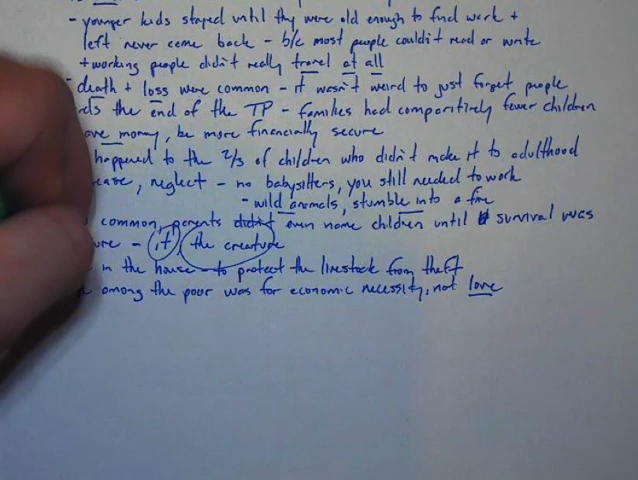 - younger kids stayed until they were old enough to find work +
left never come back - b/c most people couldn't read or write
+ working people didn't really travel at all
- death + loss were common - it wasn't weird to just forget people
the end of the TP - families had comparitively fewer children
money, be more financially secure
happened to the 2/3 of children who didn't make it to adulthood
neglect - no babysitters, you still needed to work
- wild animals, stumble into a fire
common, parents didn't even name children until survival was
- it, the creature
in the house - to protect the livestock from theft
among the poor was for economic necessity, not love